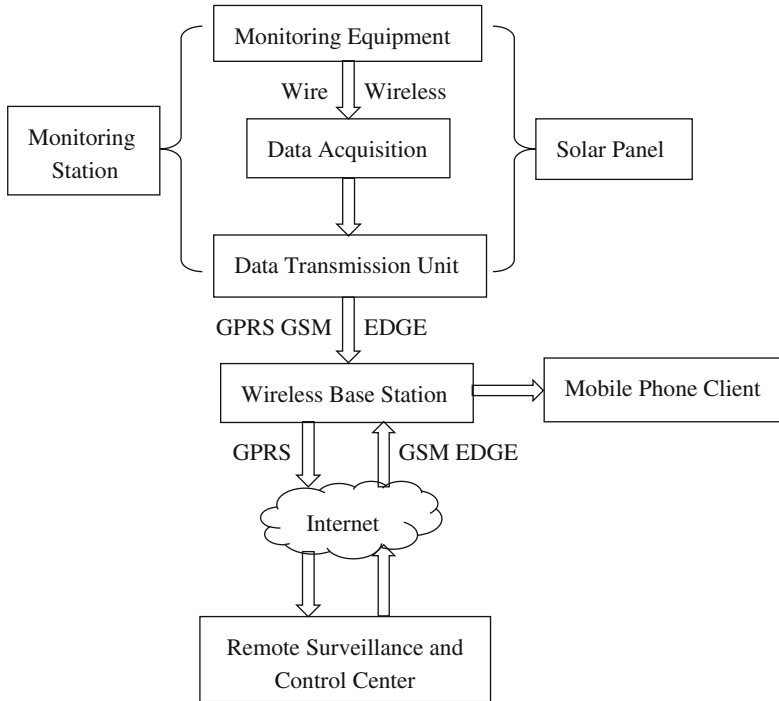 Monitoring Equipment
Wire Wireless
Monitoring
Station
Data Acquisition
Solar Panel
Data Transmission Unit
GPRS GSM EDGE
Wireless Base Station
Mobile Phone Client
GPRS GSM EDGE
Internet
Remote Surveillance and
Control Center